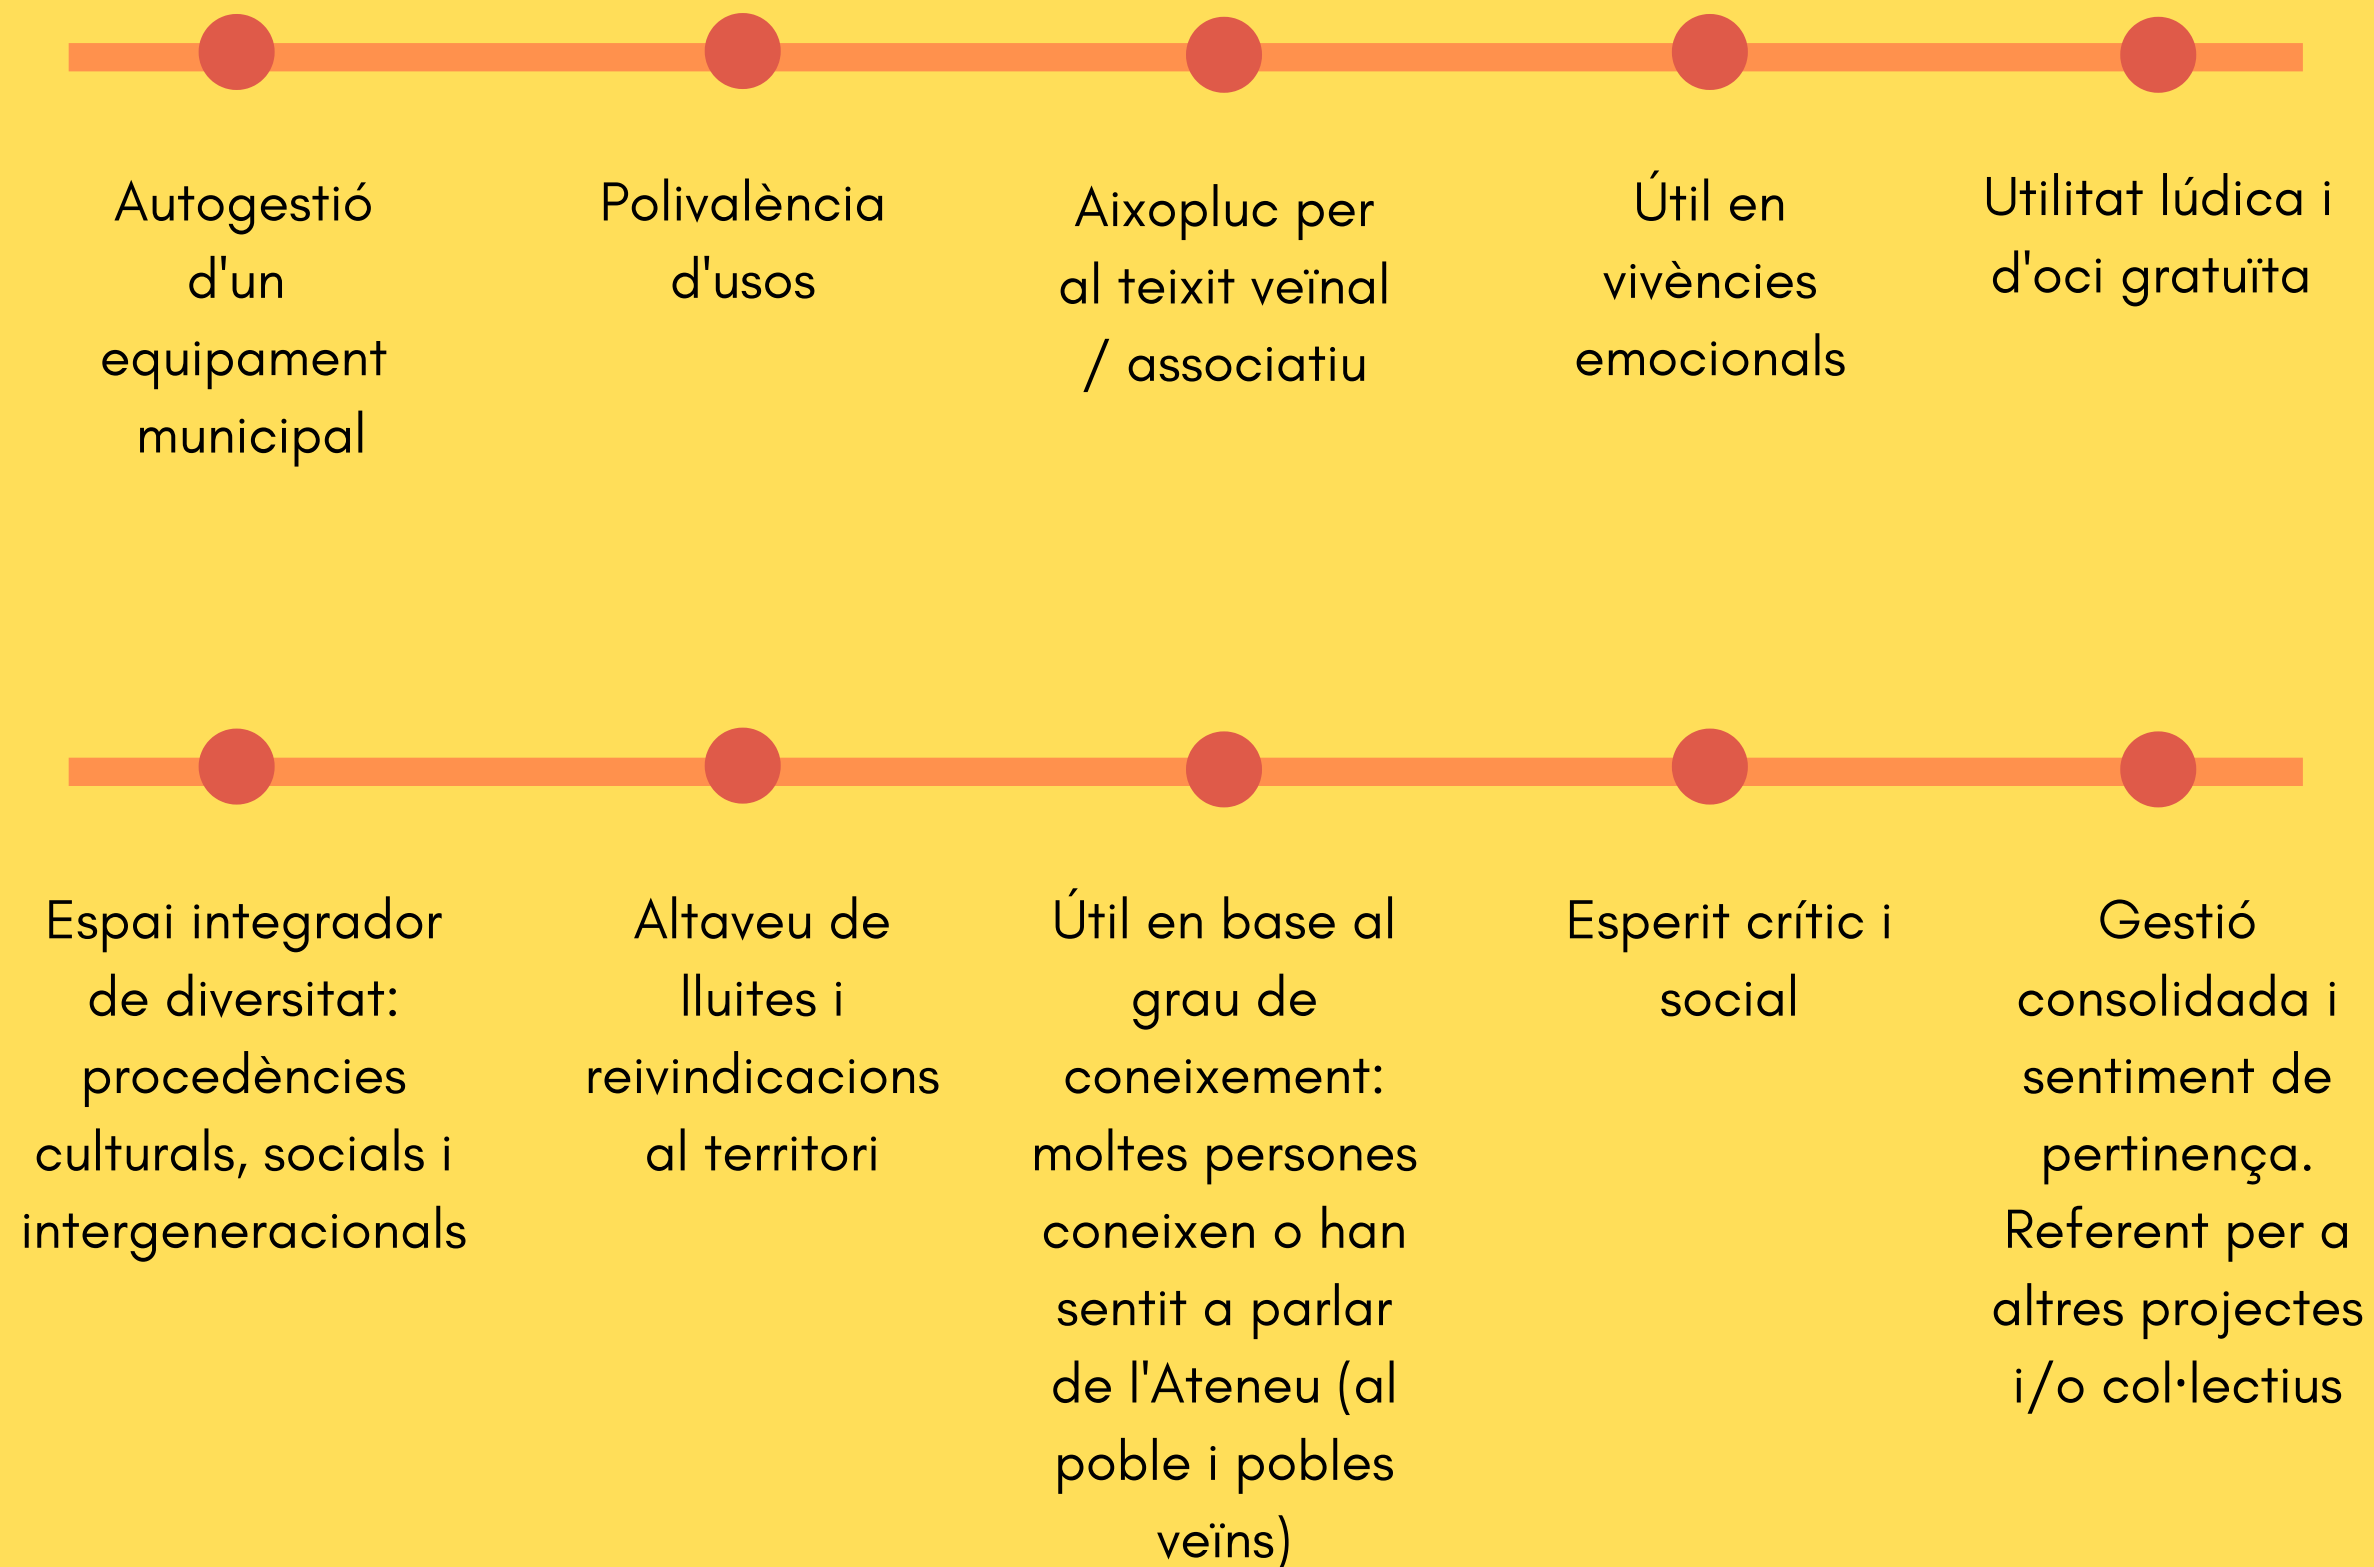 Autogestió
d'un
equipament
municipal
Polivalència
d'usos
Aixopluc per
al teixit veïnal
/ associatiu
Útil en
vivències
emocionals
Utilitat lúdica i
d'oci gratuïta
Espai integrador
de diversitat:
procedències
culturals, socials i
intergeneracionals
Altaveu de
lluites i
reivindicacions
al territori
Útil en base al
grau de
coneixement:
moltes persones
coneixen o han
sentit a parlar
de l'Ateneu (al
poble i pobles
veïns)
Esperit crític i
social
Gestió
consolidada i
sentiment de
pertinença.
Referent per a
altres projectes
i/o col·lectius